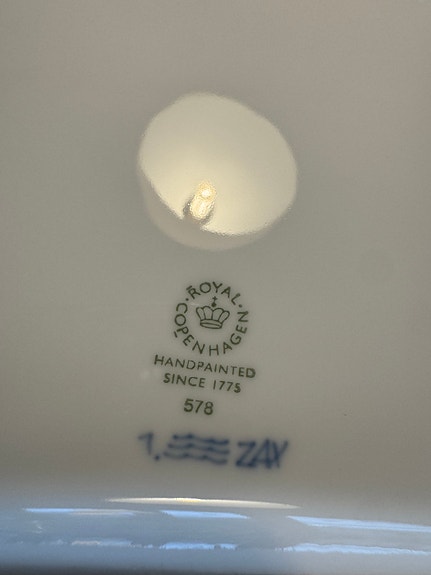 ROYAL
COPENHAGEN
HANDPAINTED
SINCE 1775
578
1. ZAY